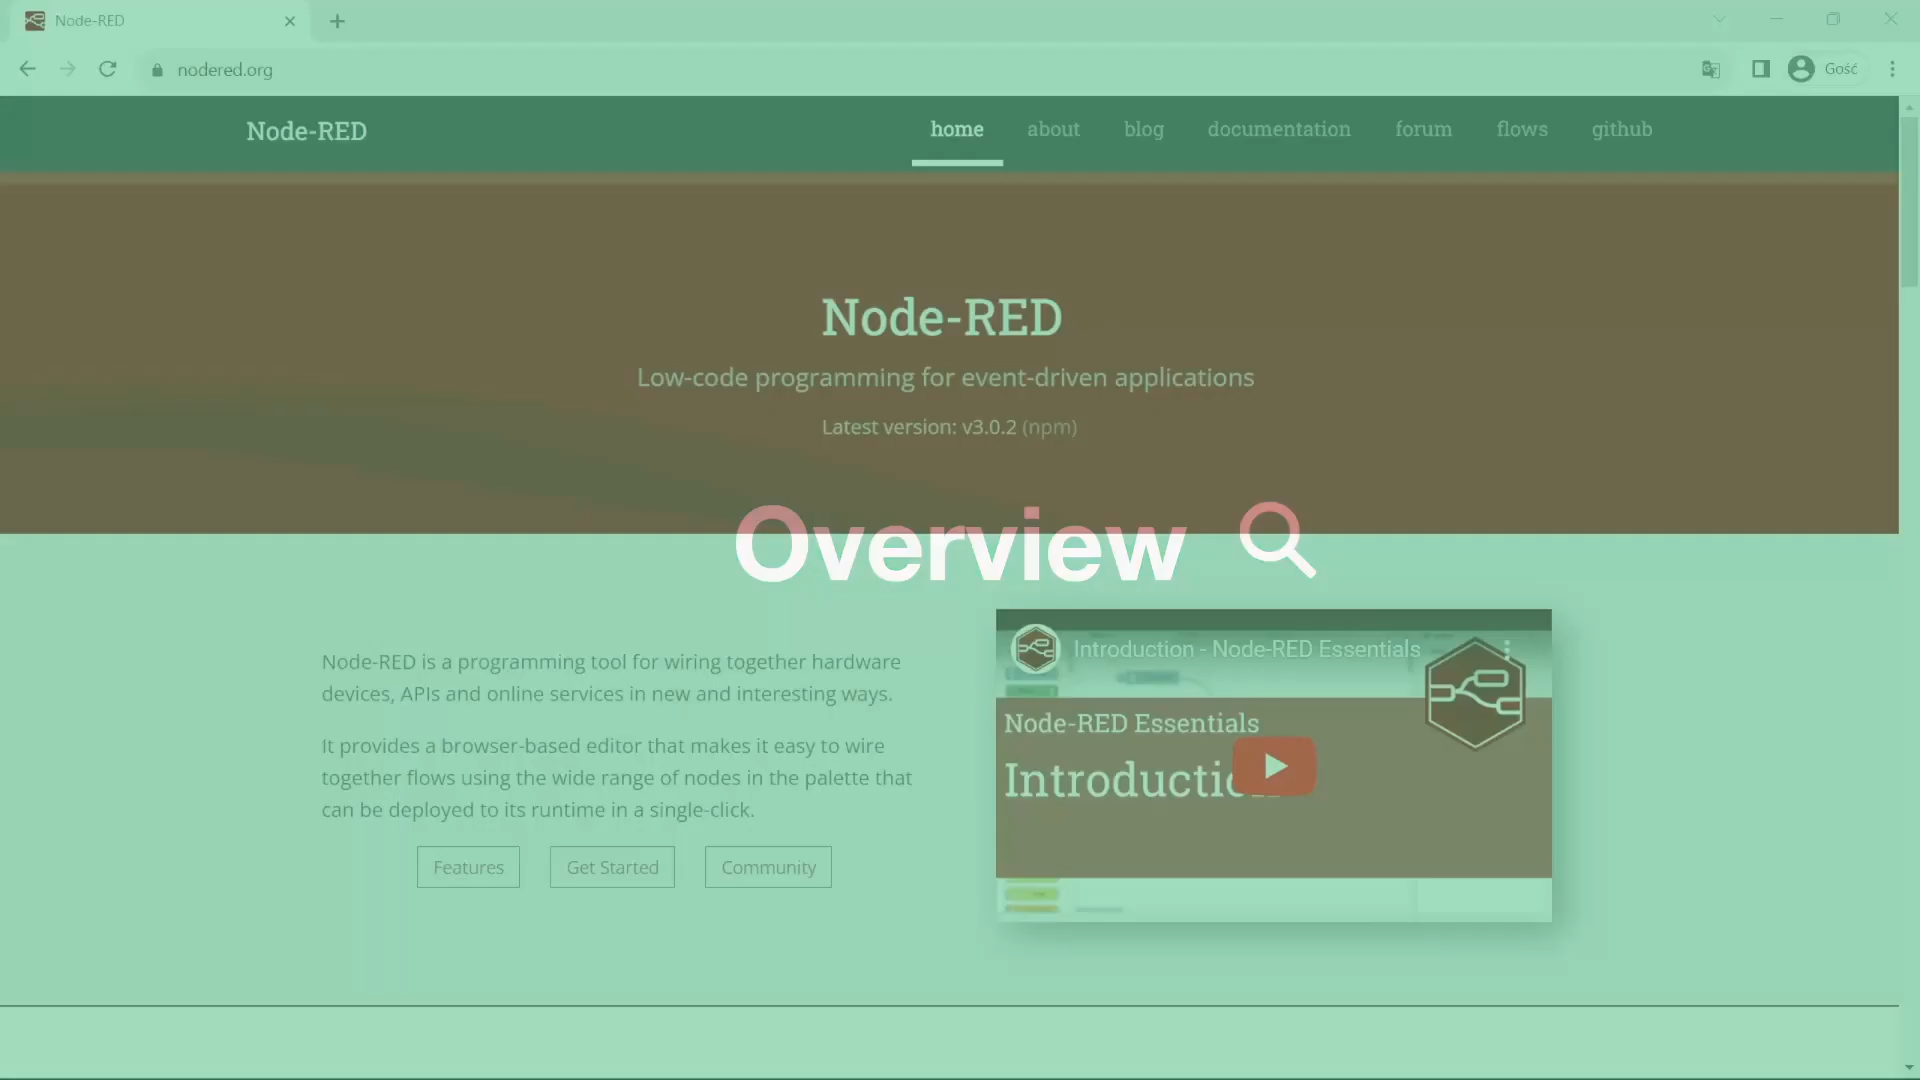 Node-RED
nodered.org
Gość
Node-RED
home about blog documentation forum flows github
Node-RED
Low-code programming for event-driven applications
Latest version: v3.0.2 (npm)
Overview
Node-RED is a programming tool for wiring together hardware
devices, APIs and online services in new and interesting ways.
It provides a browser-based editor that makes it easy to wire
together flows using the wide range of nodes in the palette that
can be deployed to its runtime in a single-click.
Features Get Started Community
Introduction - Node-RED Essentials
Node-RED Essentials